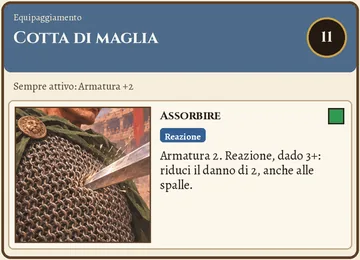 Equipaggiamento
Cotta di maglia
11
Sempre attivo: Armatura +2
Assorbire
Reazione
Armatura 2. Reazione, dado 3+:
riduci il danno di 2, anche alle
spalle.